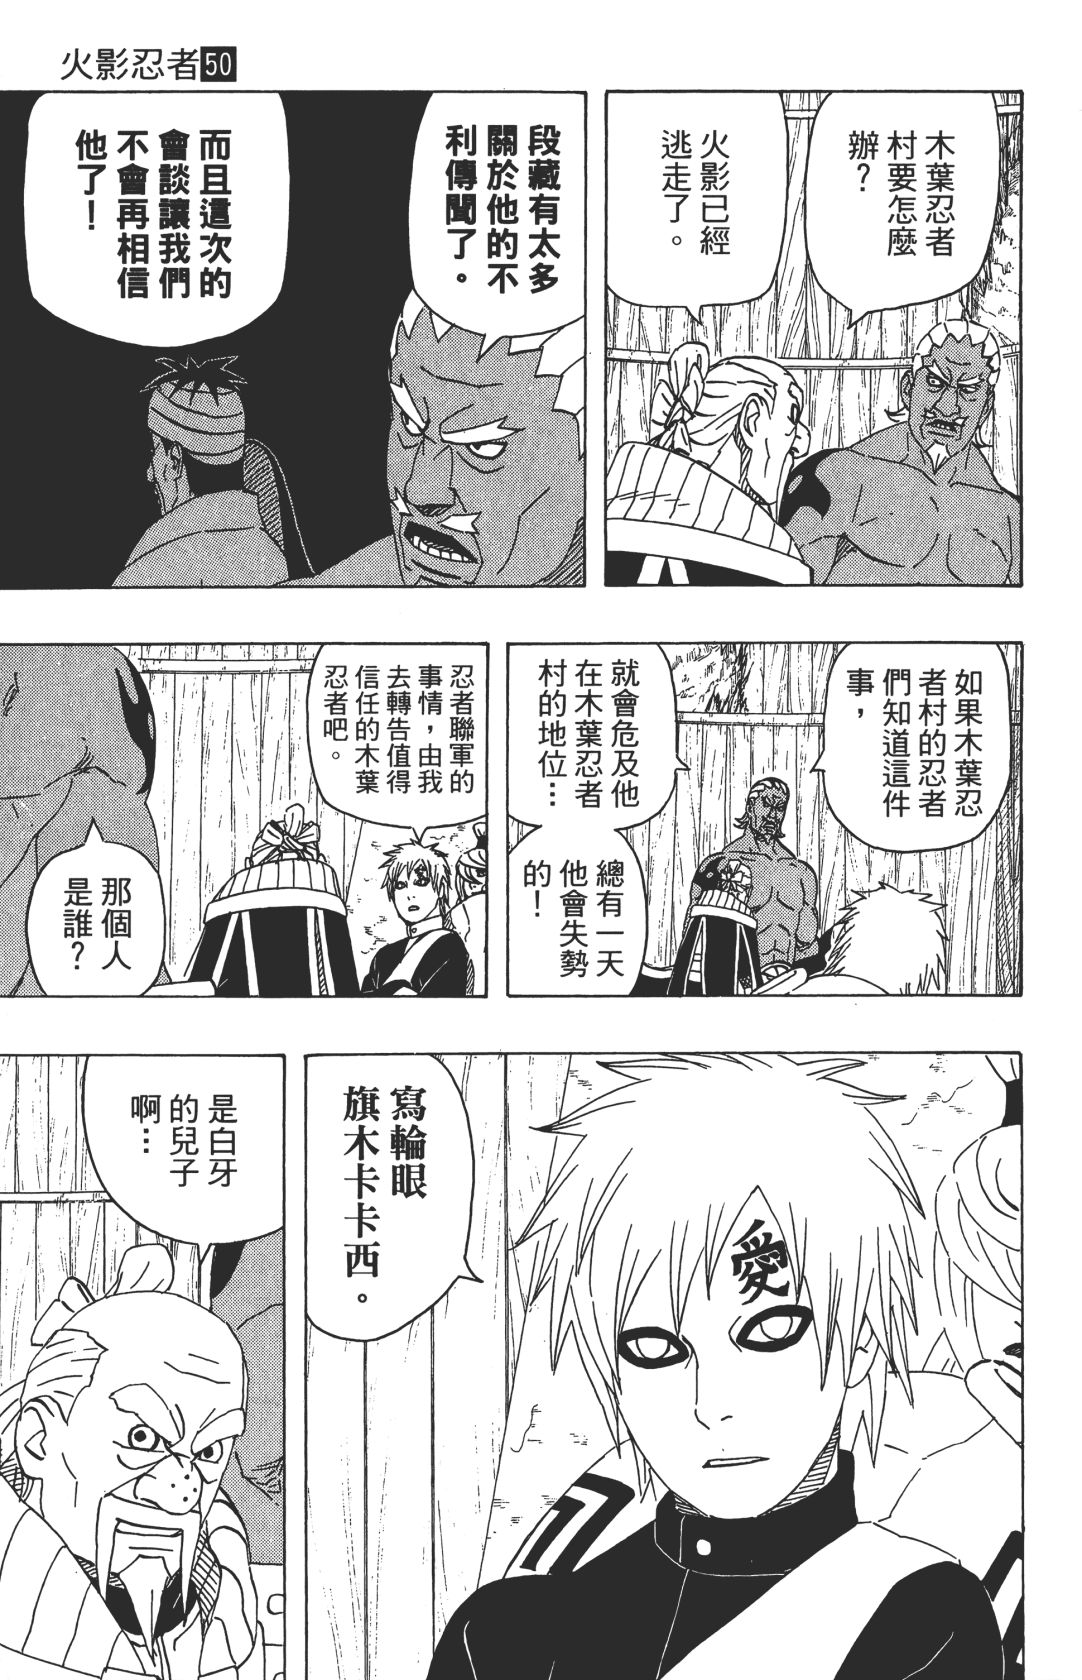 火影忍者50
木葉忍者
村要怎麼
辦？
火影已經
逃走了。
段藏有太多
關於他的不
利傳聞了。
而且這次的
會談讓我們
不會再相信
他了！
如果木葉忍
者村的忍者
們知道這件
事，
就會危及他
在木葉忍者
村的地位…
總有一天
他會失勢
的！
忍者聯軍的
事情，由我
去轉告值得
信任的木葉
忍者吧。
那個人
是誰？
寫輪眼
旗木卡卡西。
愛
是白牙
的兒子
啊…